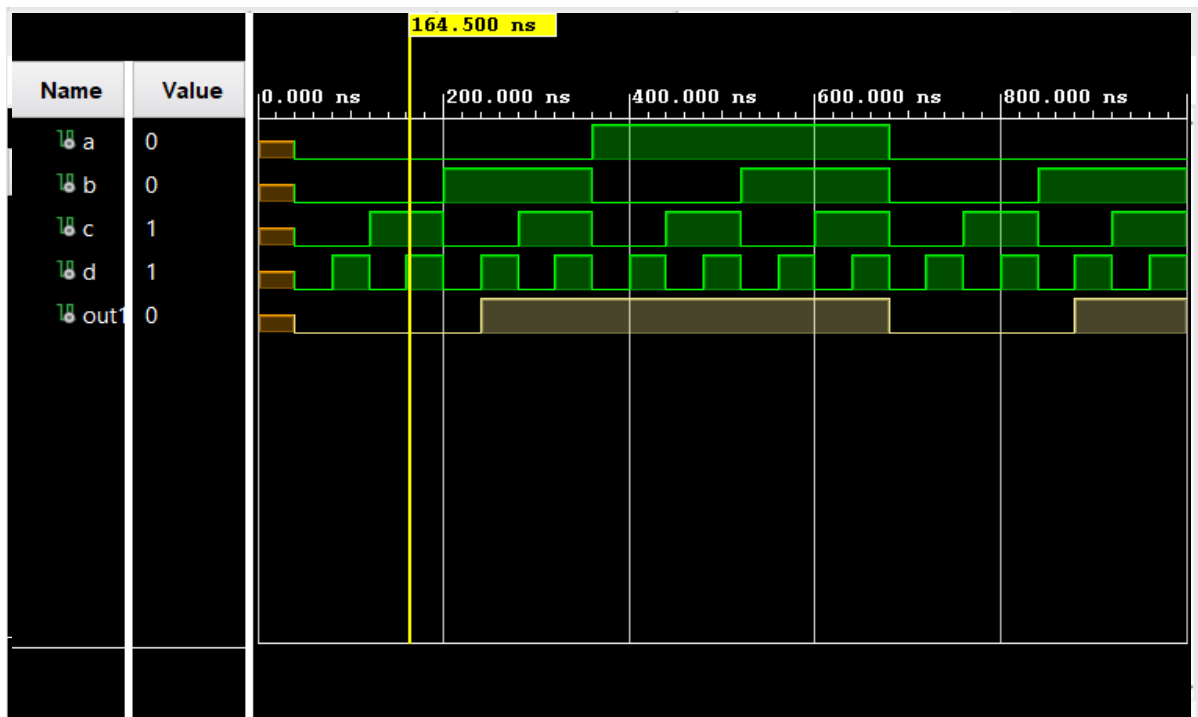 164.500 ns
Name Value
0.000 ns 200.000 ns 400.000 ns 600.000 ns 800.000 ns
a 0
b 0
c 1
d 1
out1 0